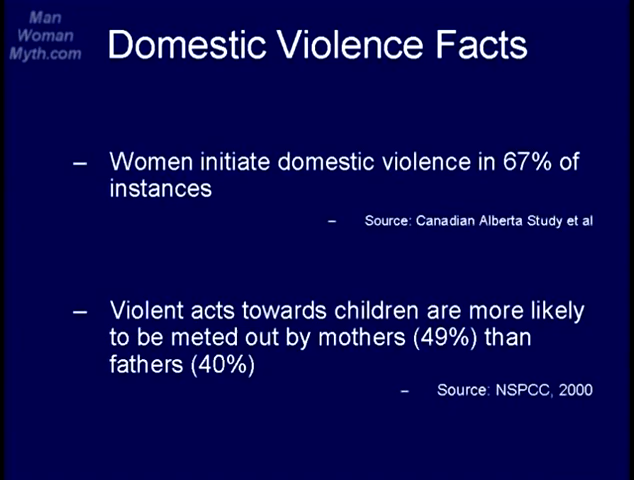 Man
Woman
Myth.com
Domestic Violence Facts
– Women initiate domestic violence in 67% of
instances
– Source: Canadian Alberta Study et al
– Violent acts towards children are more likely
to be meted out by mothers (49%) than
fathers (40%)
– Source: NSPCC, 2000